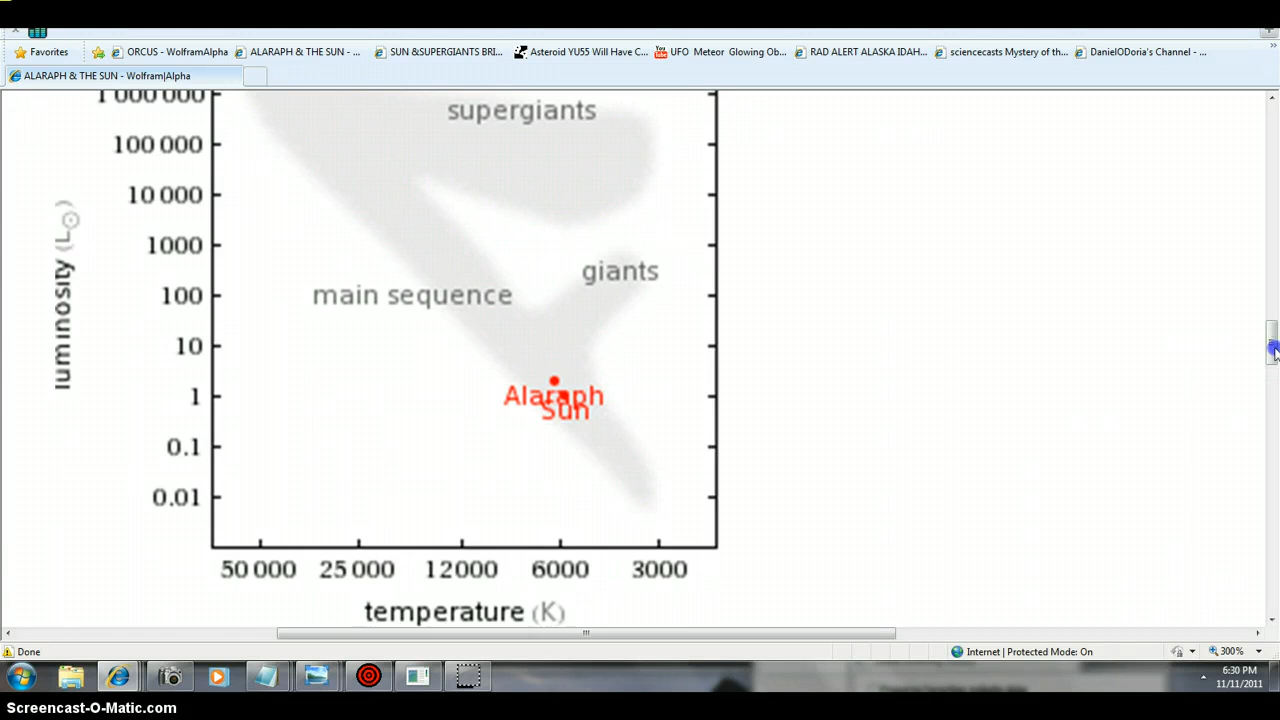 Favorites
ORCUS - WolframAlpha
ALARAPH & THE SUN - ...
SUN &SUPERGIANTS BRI...
Asteroid YU55 Will Have C...
UFO Meteor Glowing Ob...
RAD ALERT ALASKA IDAH...
sciencecasts Mystery of th...
DanielODoria's Channel - ...
ALARAPH & THE SUN - Wolfram|Alpha
1 000 000
supergiants
100 000
10 000
1000
giants
luminosity (L☉)
main sequence
100
10
Alaraph
1
Sun
0.1
0.01
50 000 25 000 12 000 6000 3000
temperature (K)
Done
Internet | Protected Mode: On
300%
6:30 PM
11/11/2011
Screencast-O-Matic.com